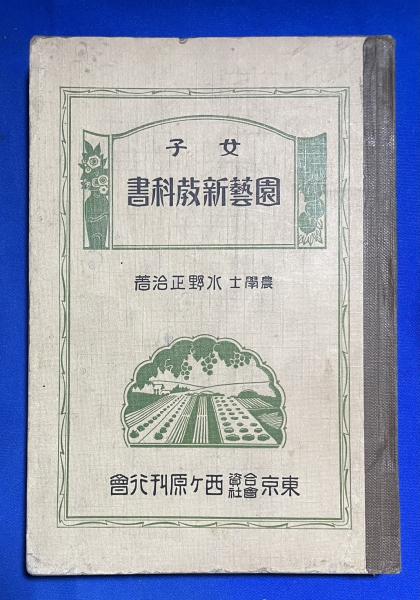 女子
園藝新教科書
農學士 水野正治著
東京合資會社西ケ原刊行會